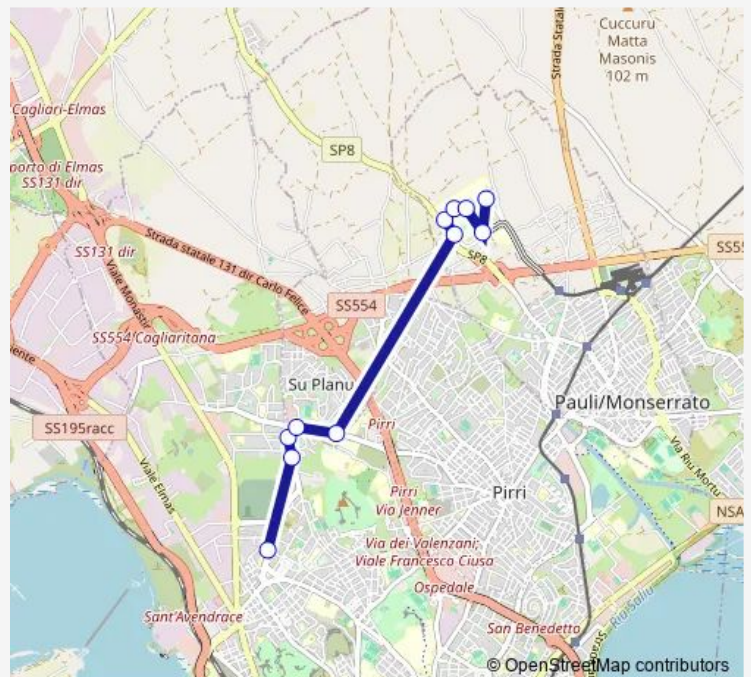 Cuccuru
Matta
Masonis
102 m
Strada Statale
Cagliari-Elmas
SP8
porto di Elmas
SS131 dir
SS131 dir
Strada statale 131 dir Carlo Felice
Viale Monastir
SP8
SS55
SS554
SS554 Cagliaritana
Su Planu
Pauli/Monserrato
SS195racc
Pirri
Via Riu Mortu
Viale Elmas
Pirri
Via Jenner
Pirri
NSA
Via dei Valenzani;
Viale Francesco Ciusa
Ospedale
Riu Saliu
Sant'Avendrace
San Benedetto
© OpenStreetMap contributors